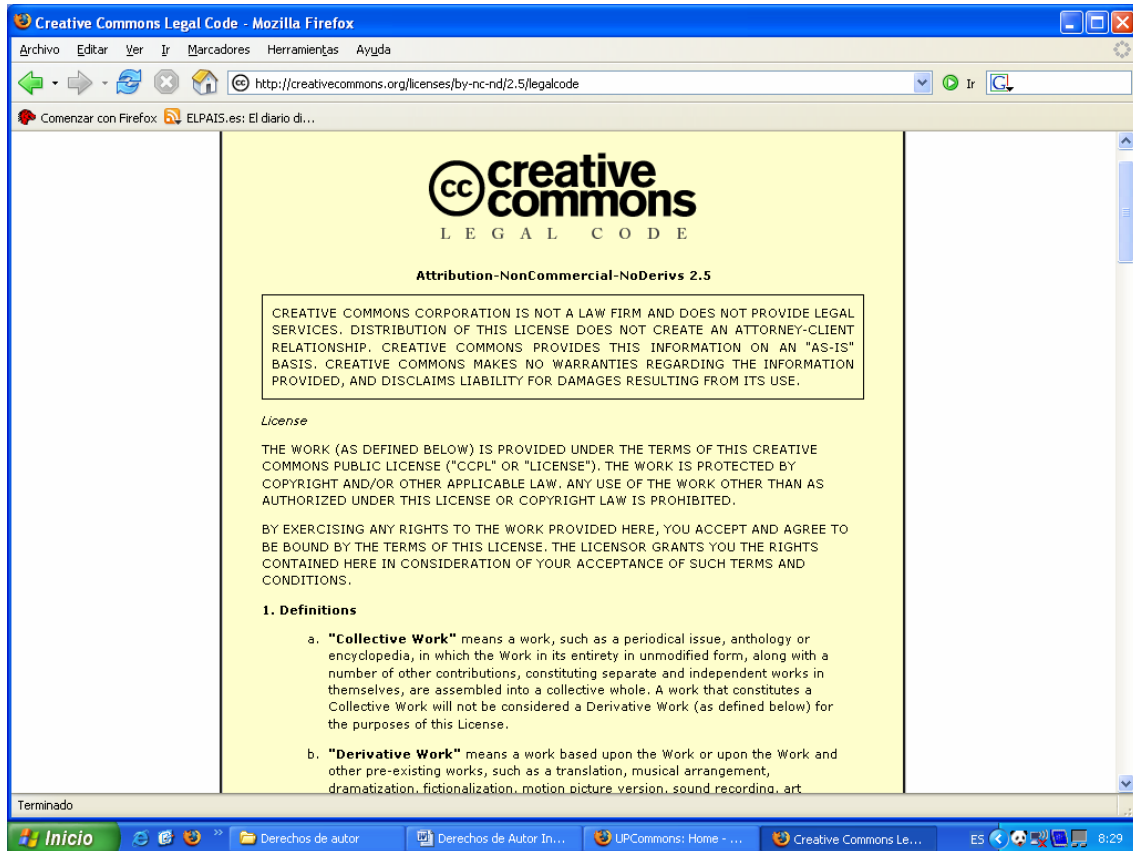 Creative Commons Legal Code - Mozilla Firefox
Archivo Editar Ver Ir Marcadores Herramientas Ayuda
http://creativecommons.org/licenses/by-nc-nd/2.5/legalcode Ir G
Comenzar con Firefox ELPAIS.es: El diario di...
cc creative
commons
LEGAL CODE
Attribution-NonCommercial-NoDerivs 2.5
CREATIVE COMMONS CORPORATION IS NOT A LAW FIRM AND DOES NOT PROVIDE LEGAL
SERVICES. DISTRIBUTION OF THIS LICENSE DOES NOT CREATE AN ATTORNEY-CLIENT
RELATIONSHIP. CREATIVE COMMONS PROVIDES THIS INFORMATION ON AN "AS-IS"
BASIS. CREATIVE COMMONS MAKES NO WARRANTIES REGARDING THE INFORMATION
PROVIDED, AND DISCLAIMS LIABILITY FOR DAMAGES RESULTING FROM ITS USE.
License
THE WORK (AS DEFINED BELOW) IS PROVIDED UNDER THE TERMS OF THIS CREATIVE
COMMONS PUBLIC LICENSE ("CCPL" OR "LICENSE"). THE WORK IS PROTECTED BY
COPYRIGHT AND/OR OTHER APPLICABLE LAW. ANY USE OF THE WORK OTHER THAN AS
AUTHORIZED UNDER THIS LICENSE OR COPYRIGHT LAW IS PROHIBITED.
BY EXERCISING ANY RIGHTS TO THE WORK PROVIDED HERE, YOU ACCEPT AND AGREE TO
BE BOUND BY THE TERMS OF THIS LICENSE. THE LICENSOR GRANTS YOU THE RIGHTS
CONTAINED HERE IN CONSIDERATION OF YOUR ACCEPTANCE OF SUCH TERMS AND
CONDITIONS.
1. Definitions
a. "Collective Work" means a work, such as a periodical issue, anthology or
encyclopedia, in which the Work in its entirety in unmodified form, along with a
number of other contributions, constituting separate and independent works in
themselves, are assembled into a collective whole. A work that constitutes a
Collective Work will not be considered a Derivative Work (as defined below) for
the purposes of this License.
b. "Derivative Work" means a work based upon the Work or upon the Work and
other pre-existing works, such as a translation, musical arrangement,
dramatization, fictionalization, motion picture version, sound recording, art
Terminado
Inicio Derechos de autor Derechos de Autor In... UPCommons: Home - ... Creative Commons Le... ES 8:29